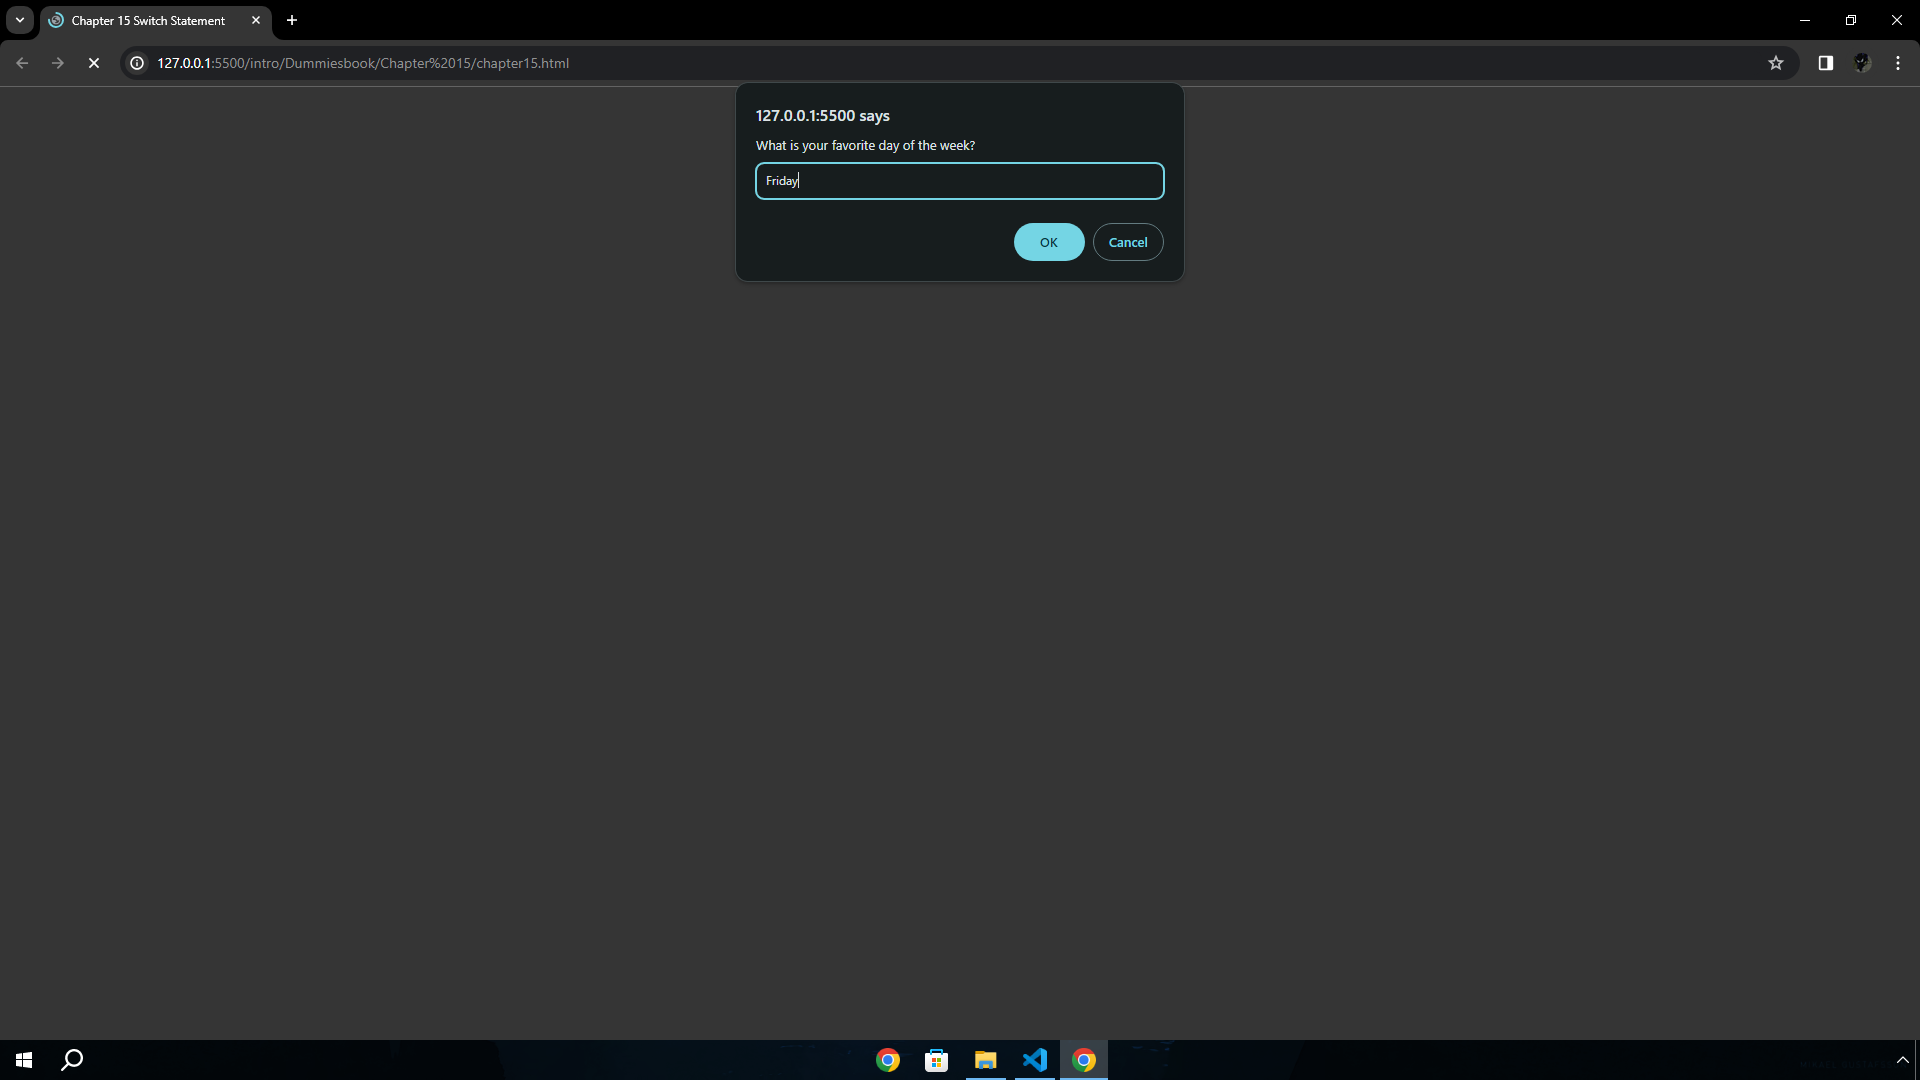 Chapter 15 Switch Statement
127.0.0.1:5500/intro/Dummiesbook/Chapter%2015/chapter15.html
127.0.0.1:5500 says
What is your favorite day of the week?
Friday
OK Cancel